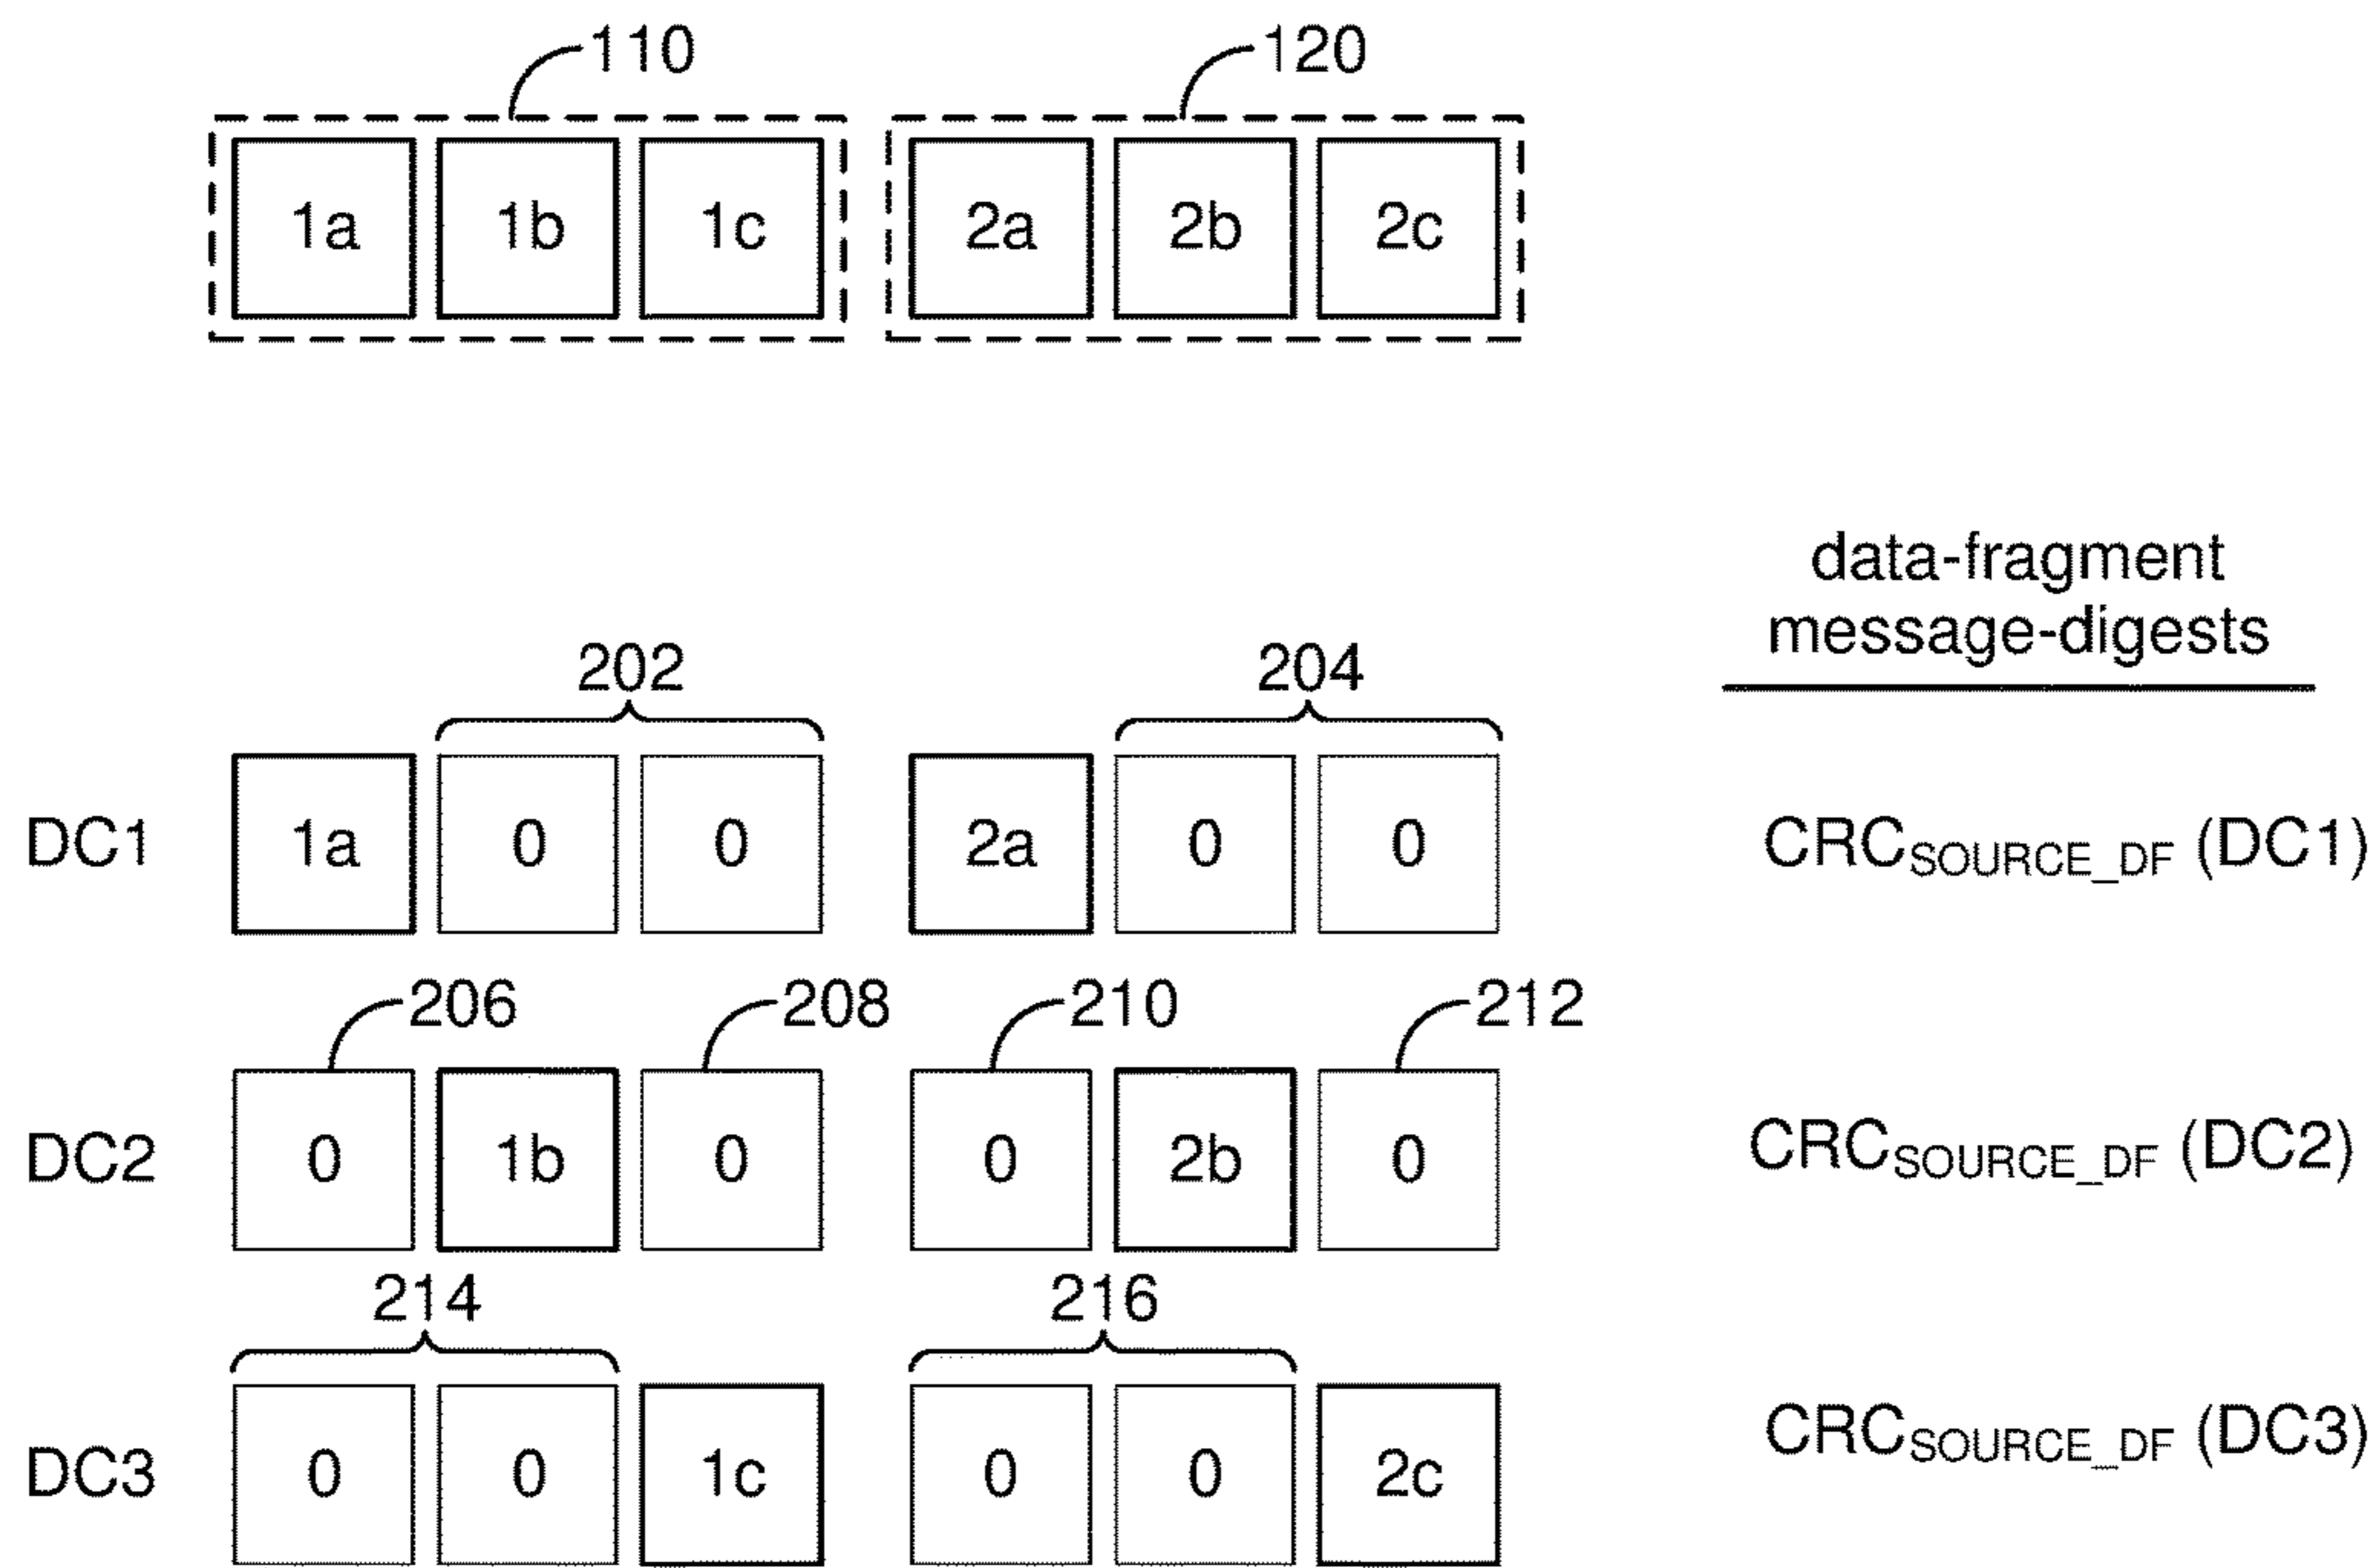 110 120
1a 1b 1c 2a 2b 2c
data-fragment
message-digests
202 204
DC1 1a 0 0 2a 0 0 CRCSOURCE_DF (DC1)
206 208 210 212
DC2 0 1b 0 0 2b 0 CRCSOURCE_DF (DC2)
214 216
DC3 0 0 1c 0 0 2c CRCSOURCE_DF (DC3)